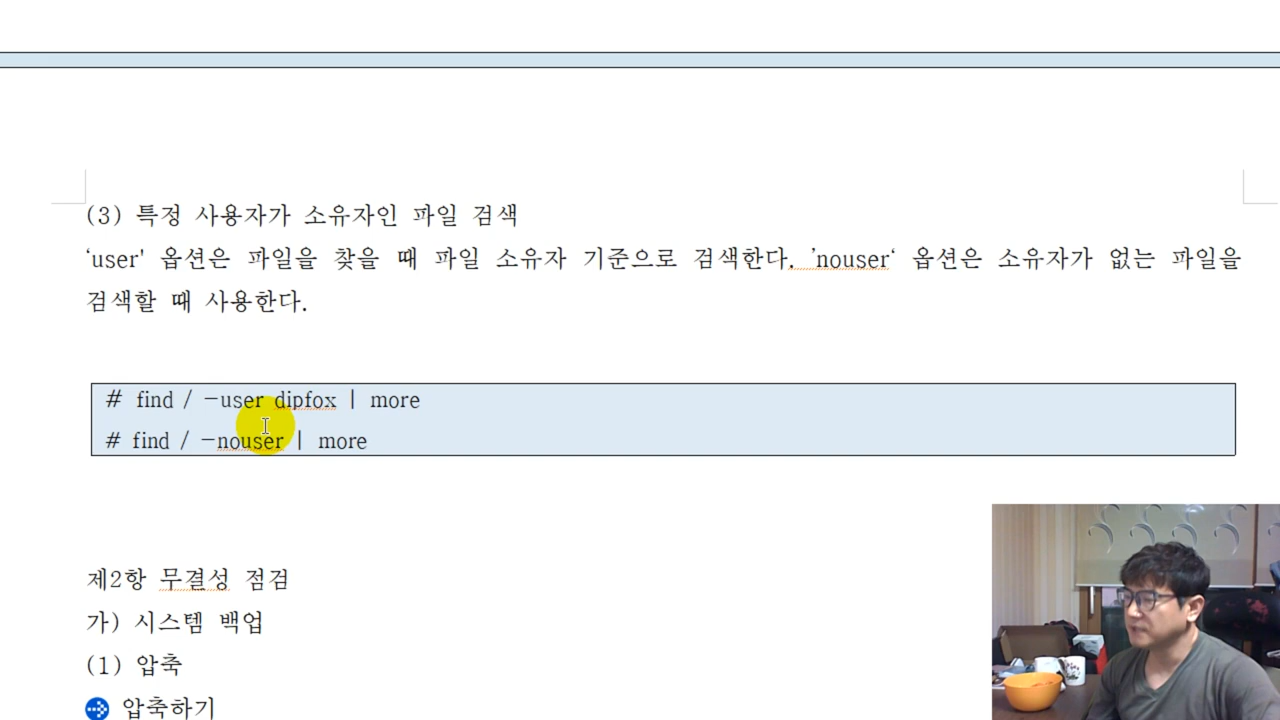 (3) 특정 사용자가 소유자인 파일 검색
‘user' 옵션은 파일을 찾을 때 파일 소유자 기준으로 검색한다. ’nouser‘ 옵션은 소유자가 없는 파일을
검색할 때 사용한다.
# find / -user dipfox | more
# find / -nouser | more
제2항 무결성 점검
가) 시스템 백업
(1) 압축
압축하기